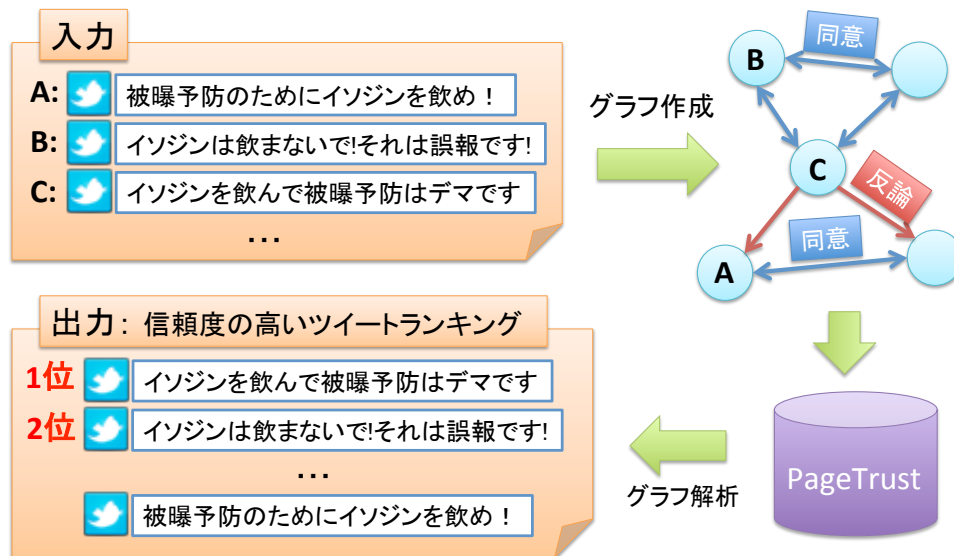 入力
A: 被曝予防のためにイソジンを飲め！
B: イソジンは飲まないで!それは誤報です!
C: イソジンを飲んで被曝予防はデマです
...
グラフ作成
B
同意
C
反論
同意
A
出力: 信頼度の高いツイートランキング
1位 イソジンを飲んで被曝予防はデマです
2位 イソジンは飲まないで!それは誤報です!
...
被曝予防のためにイソジンを飲め！
グラフ解析
PageTrust